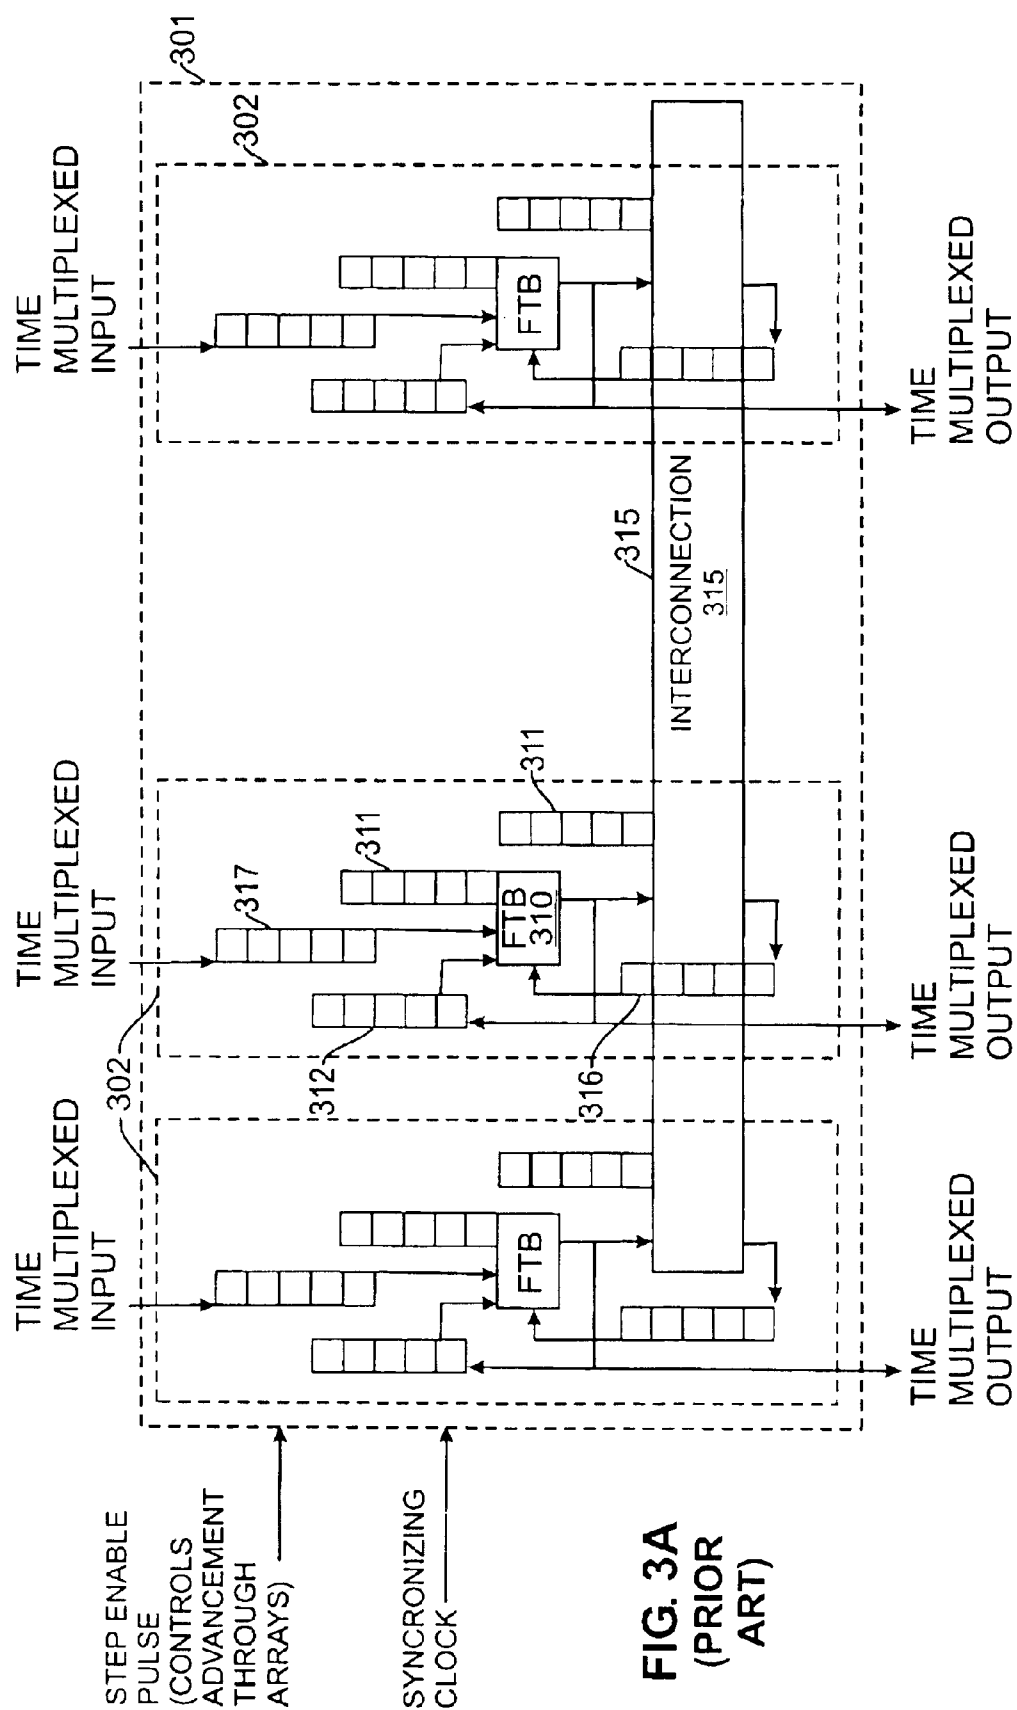 TIME
MULTIPLEXED
INPUT
TIME
MULTIPLEXED
INPUT
TIME
MULTIPLEXED
INPUT
STEP ENABLE
PULSE
(CONTROLS
ADVANCEMENT
THROUGH
ARRAYS)
302
301
302
317
312
311
311
SYNCRONIZING
CLOCK
FTB
FTB
310
FTB
316
315
INTERCONNECTION
315
TIME
MULTIPLEXED
OUTPUT
TIME
MULTIPLEXED
OUTPUT
TIME
MULTIPLEXED
OUTPUT
FIG. 3A
(PRIOR
ART)